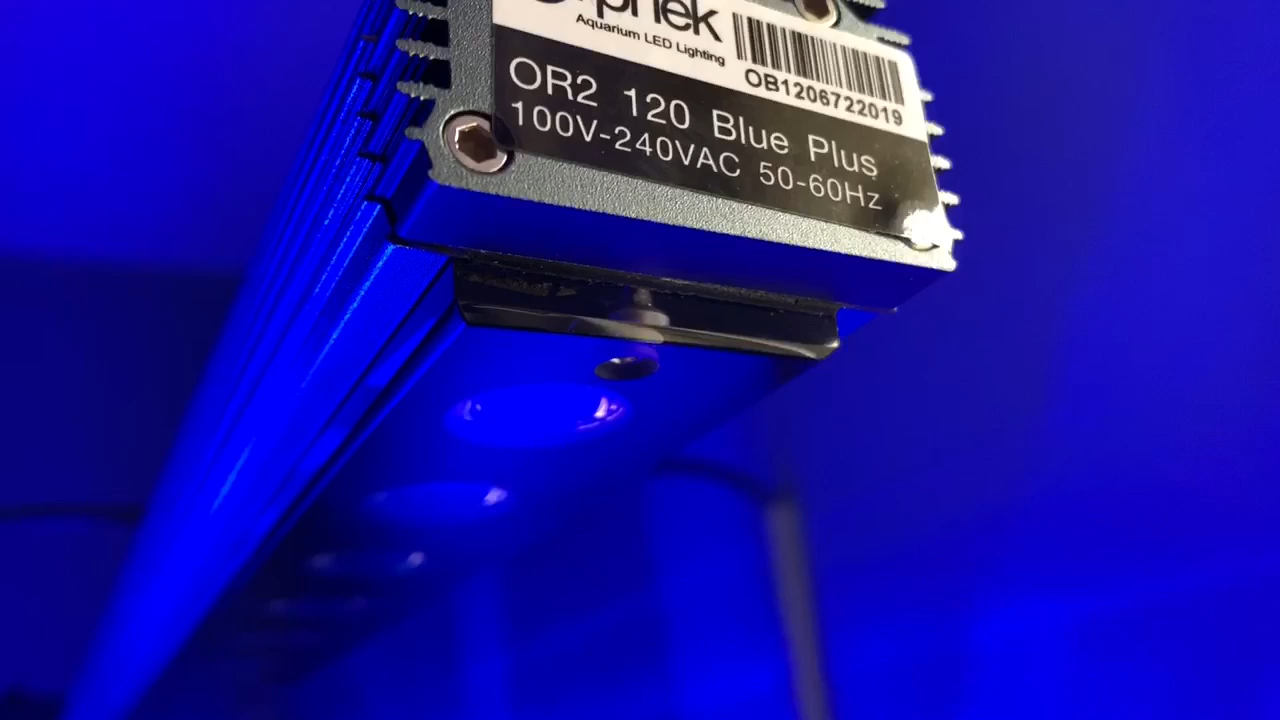 Aquarium LED Lighting
OB1206722019
OR2 120 Blue Plus
100V-240VAC 50-60Hz